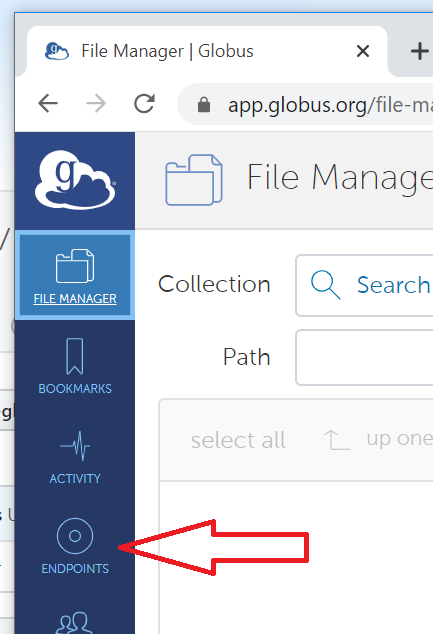 File Manager | Globus
app.globus.org/file-ma
g
File Manage
FILE MANAGER
Collection
Search
Path
BOOKMARKS
select all
up one
ACTIVITY
ENDPOINTS